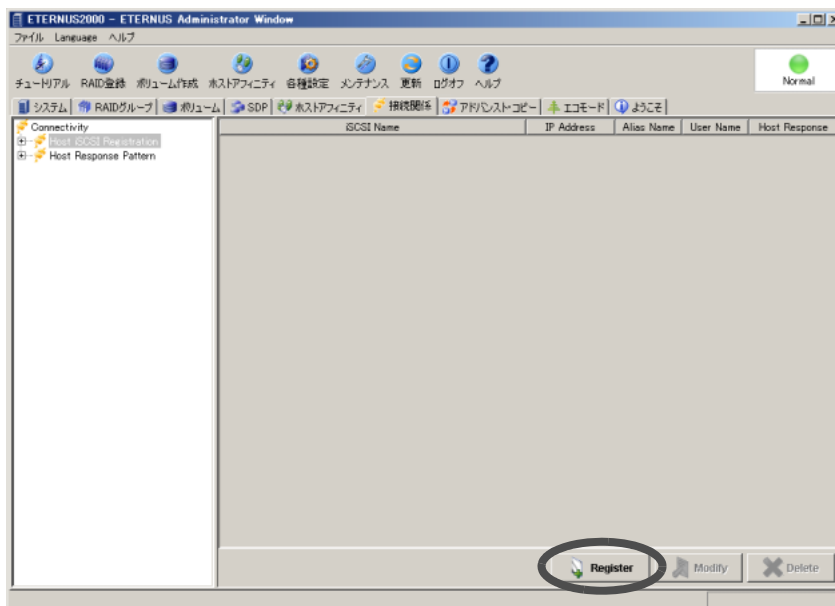 ETERNUS2000 - ETERNUS Administrator Window
ファイル Language ヘルプ
チュートリアル RAID登録 ボリューム作成 ホストアフィニティ 各種設定 メンテナンス 更新 ログオフ ヘルプ
Normal
システム RAIDグループ ボリューム SDP ホストアフィニティ 接続関係 アドバンスト・コピー エコモード ようこそ
Connectivity
Host iSCSI Registration
Host Response Pattern
iSCSI Name IP Address Alias Name User Name Host Response
Register Modify Delete